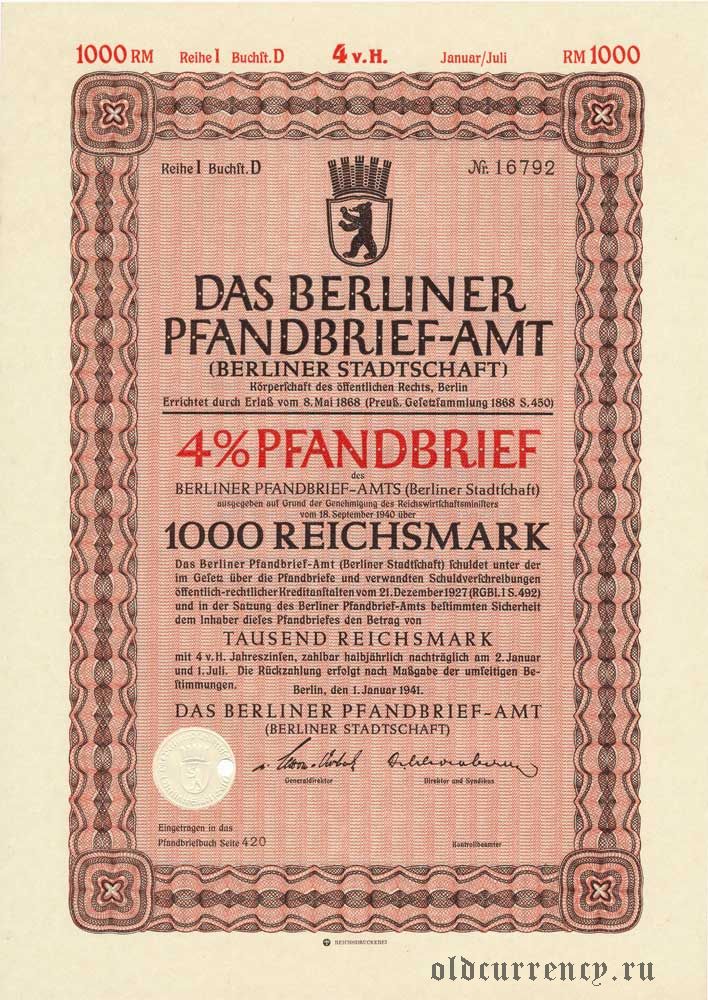 1000 RM Reihe I Buchſt. D 4 v. H. Januar/Juli RM 1000
Reihe I Buchſt. D Nr. 16792
DAS BERLINER
PFANDBRIEF-AMT
(BERLINER STADTSCHAFT)
Körperſchaft des öffentlichen Rechts, Berlin
Errichtet durch Erlaß vom 8. Mai 1868 (Preuß. Geſetzſammlung 1868 S. 450)
4% PFANDBRIEF
des
BERLINER PFANDBRIEF-AMTS (Berliner Stadtſchaft)
ausgegeben auf Grund der Genehmigung des Reichswirtſchaftsminiſters
vom 18. September 1940 über
1000 REICHSMARK
Das Berliner Pfandbrief-Amt (Berliner Stadtſchaft) ſchuldet unter der
im Geſetz über die Pfandbriefe und verwandten Schuldverſchreibungen
öffentlich-rechtlicher Kreditanſtalten vom 21. Dezember 1927 (RGBl. I S. 492)
und in der Satzung des Berliner Pfandbrief-Amts beſtimmten Sicherheit
dem Inhaber dieſes Pfandbriefes den Betrag von
TAUSEND REICHSMARK
mit 4 v. H. Jahreszinſen, zahlbar halbjährlich nachträglich am 2. Januar
und 1. Juli. Die Rückzahlung erfolgt nach Maßgabe der umſeitigen Be-
ſtimmungen.
Berlin, den 1. Januar 1941.
DAS BERLINER PFANDBRIEF-AMT
(BERLINER STADTSCHAFT)
Generaldirektor Direktor und Syndikus
Eingetragen in das
Pfandbriefbuch Seite 420 Kontrollbeamter
REICHSDRUCKEREI
oldcurrency.ru